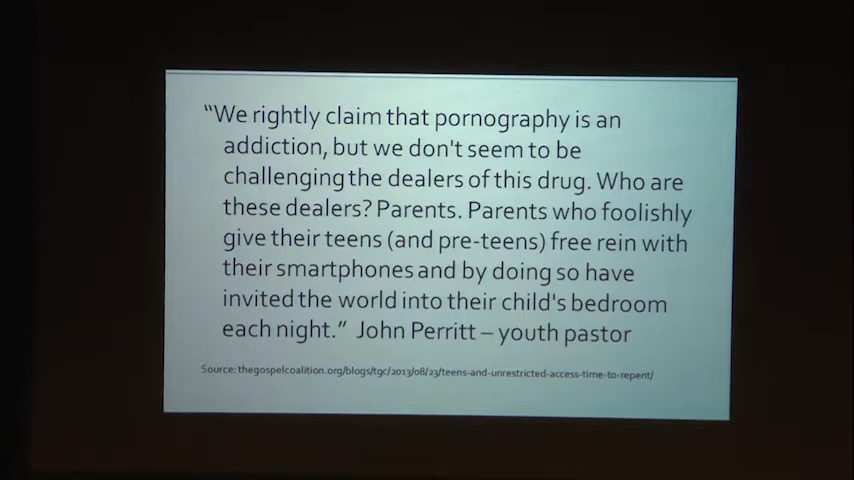 “We rightly claim that pornography is an
addiction, but we don't seem to be
challenging the dealers of this drug. Who are
these dealers? Parents. Parents who foolishly
give their teens (and pre-teens) free rein with
their smartphones and by doing so have
invited the world into their child's bedroom
each night.” John Perritt – youth pastor
Source: thegospelcoalition.org/blogs/tgc/2013/08/23/teens-and-unrestricted-access-time-to-repent/